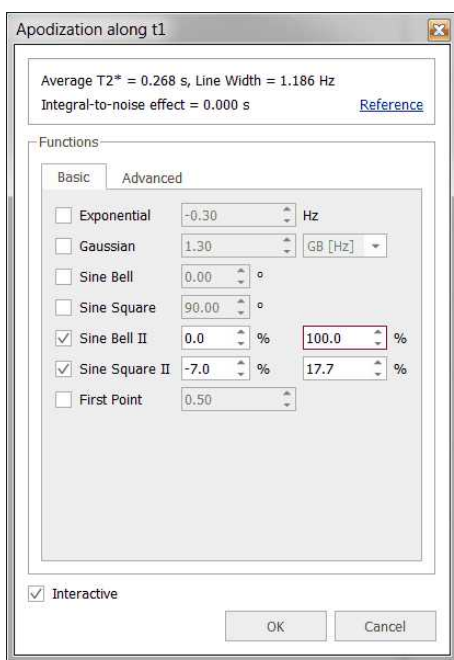 Apodization along t1
Average T2* = 0.268 s, Line Width = 1.186 Hz
Integral-to-noise effect = 0.000 s Reference
Functions
Basic Advanced
Exponential -0.30 Hz
Gaussian 1.30 GB [Hz]
Sine Bell 0.00 °
Sine Square 90.00 °
Sine Bell II 0.0 % 100.0 %
Sine Square II -7.0 % 17.7 %
First Point 0.50
Interactive
OK Cancel